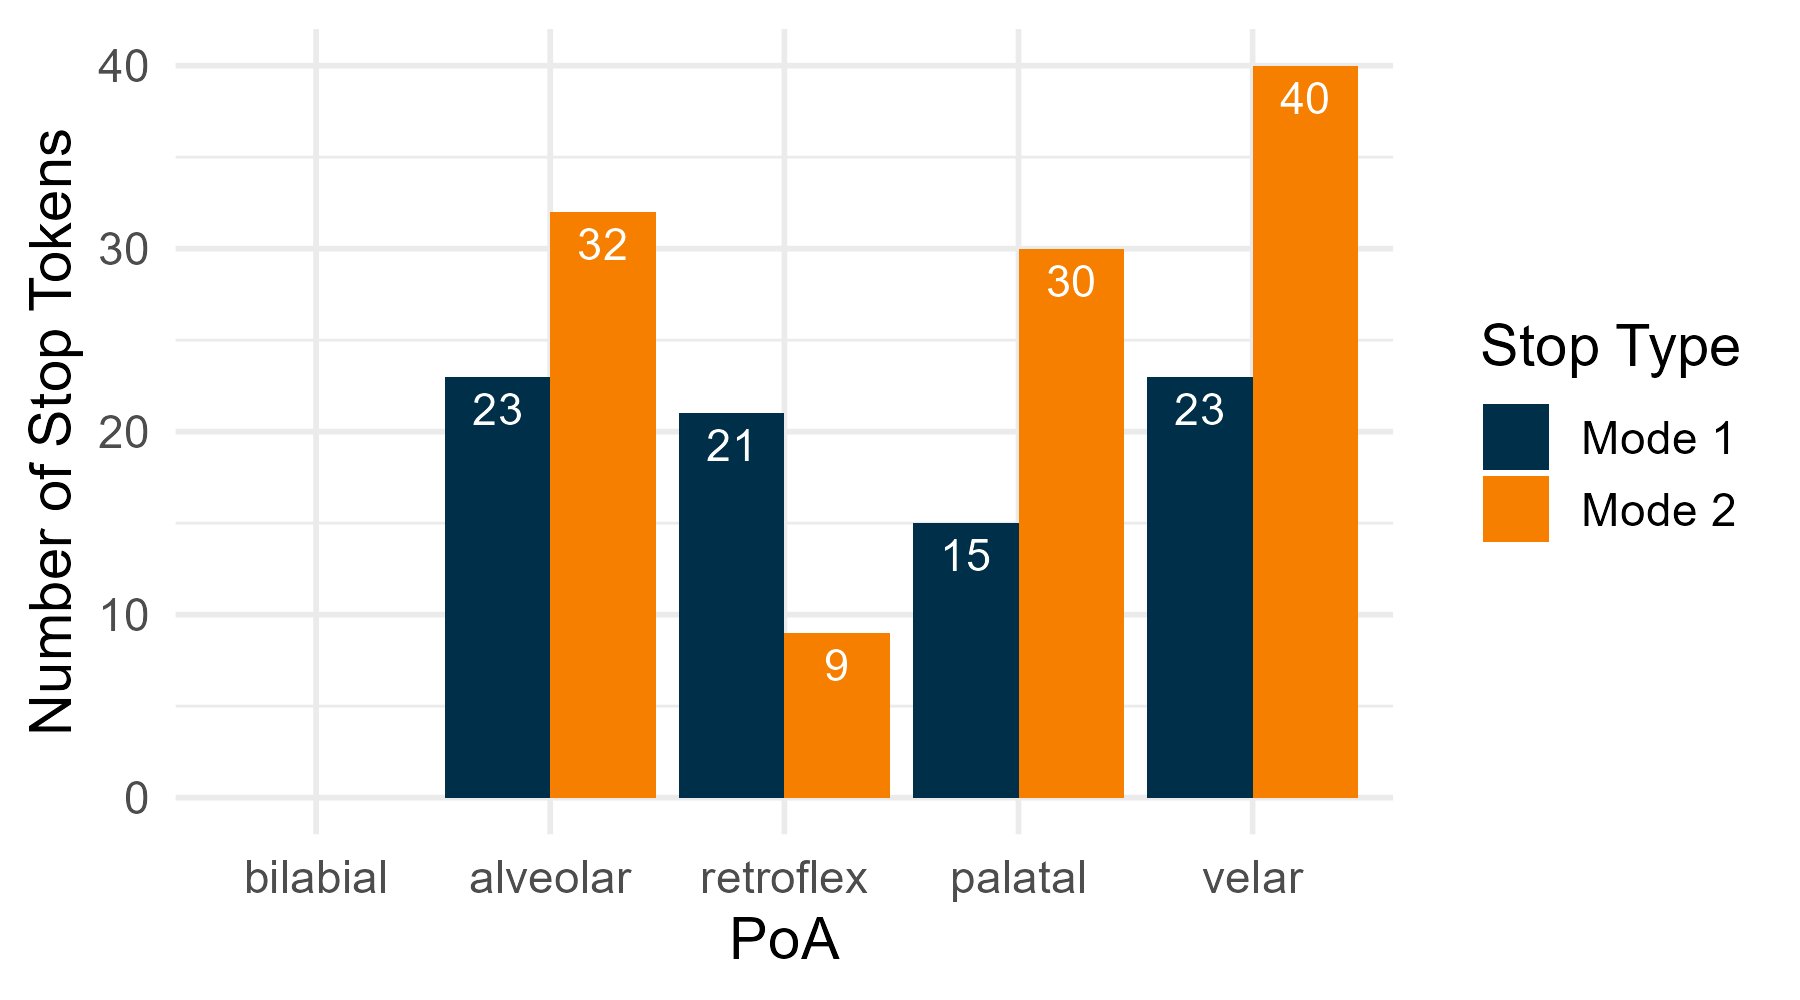 Number of Stop Tokens
40
30
20
10
0
23
32
21
9
15
30
23
40
bilabial
alveolar
retroflex
palatal
velar
PoA
Stop Type
Mode 1
Mode 2